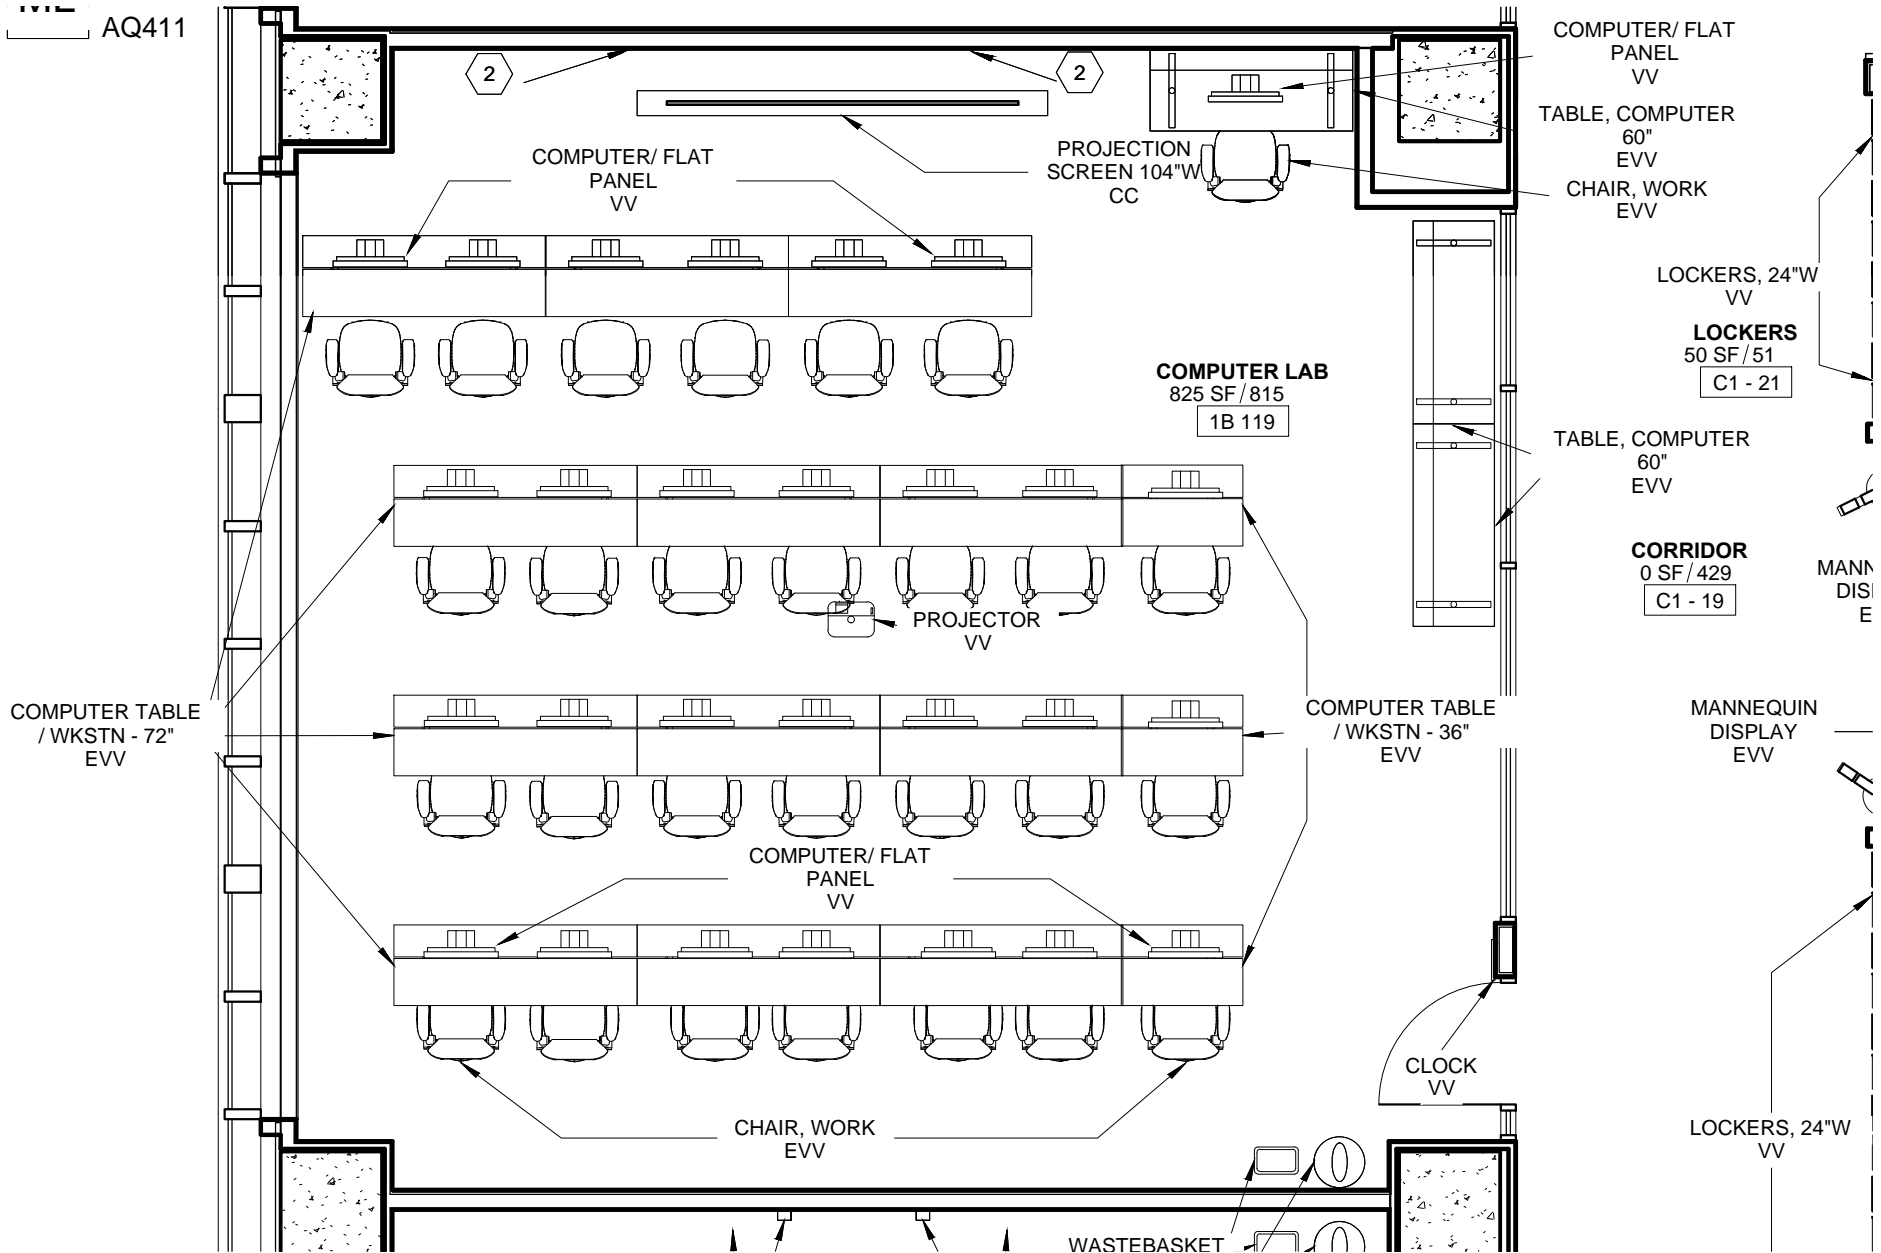 AQ411
2
2
COMPUTER/ FLAT
PANEL
VV
TABLE, COMPUTER
60"
EVV
CHAIR, WORK
EVV
PROJECTION
SCREEN 104"W
CC
COMPUTER/ FLAT
PANEL
VV
LOCKERS, 24"W
VV
LOCKERS
50 SF/51
C1 - 21
COMPUTER LAB
825 SF/815
1B 119
TABLE, COMPUTER
60"
EVV
CORRIDOR
0 SF/429
C1 - 19
PROJECTOR
VV
COMPUTER TABLE
/ WKSTN - 72"
EVV
COMPUTER TABLE
/ WKSTN - 36"
EVV
MANNEQUIN
DISPLAY
EVV
COMPUTER/ FLAT
PANEL
VV
CLOCK
VV
CHAIR, WORK
EVV
LOCKERS, 24"W
VV
WASTEBASKET